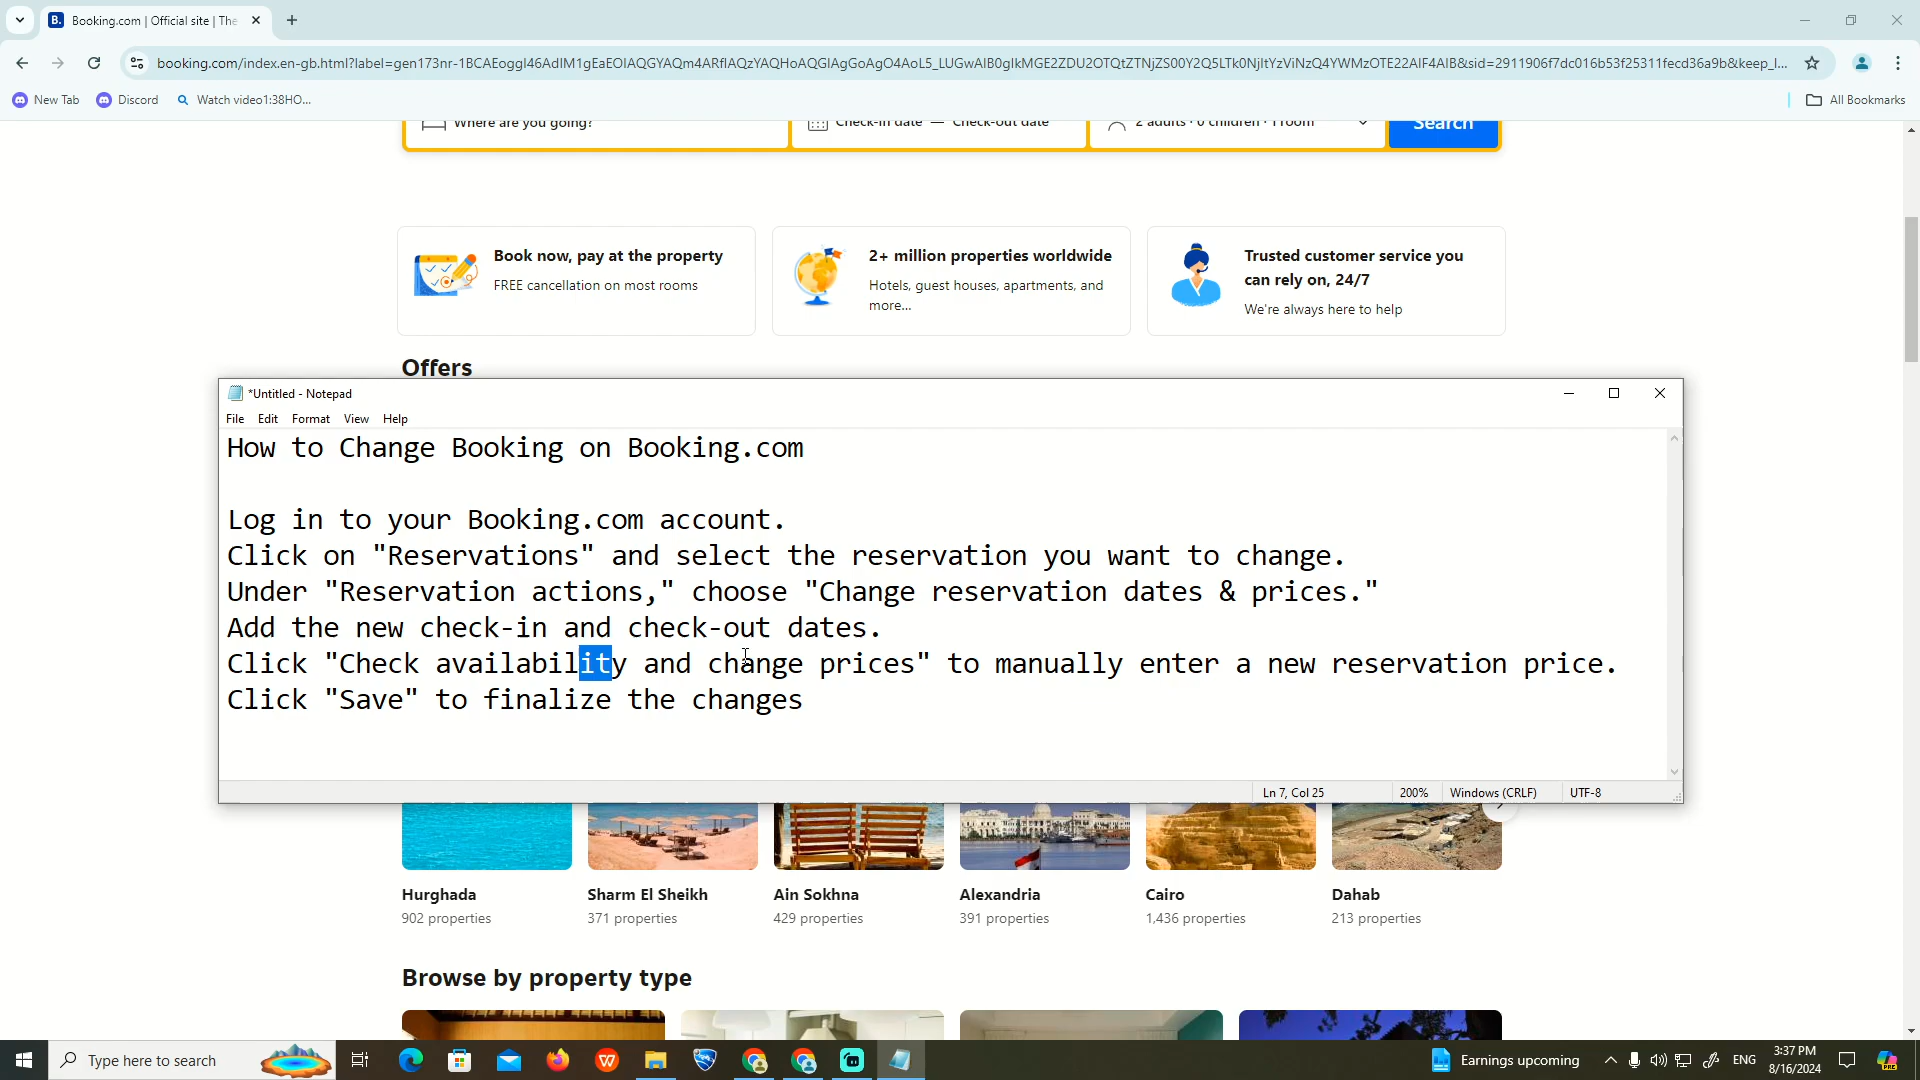 B. Booking.com | Official site | The
booking.com/index.en-gb.html?label=gen173nr-1BCAEoggI46AdIM1gEaEOIAQGYAQm4ARfIAQzYAQHoAQGIAgGoAgO4AoL5_LUGwAIB0gIkMGE2ZDU2OTQtZTNjZS00Y2Q5LTk0NjItYzViNzQ4YWMzOTE22AIF4AIB&sid=2911906f7dc016b53f25311fecd36a9b&keep_l...
New Tab Discord Watch video1:38HO... All Bookmarks
Where are you going? Check-in date — Check-out date 2 adults · 0 children · 1 room Search
Book now, pay at the property
FREE cancellation on most rooms
2+ million properties worldwide
Hotels, guest houses, apartments, and
more...
Trusted customer service you
can rely on, 24/7
We're always here to help
Offers
*Untitled - Notepad
File Edit Format View Help
How to Change Booking on Booking.com
Log in to your Booking.com account.
Click on "Reservations" and select the reservation you want to change.
Under "Reservation actions," choose "Change reservation dates & prices."
Add the new check-in and check-out dates.
Click "Check availability and change prices" to manually enter a new reservation price.
Click "Save" to finalize the changes
Ln 7, Col 25 200% Windows (CRLF) UTF-8
Hurghada
902 properties
Sharm El Sheikh
371 properties
Ain Sokhna
429 properties
Alexandria
391 properties
Cairo
1,436 properties
Dahab
213 properties
Browse by property type
Type here to search
Earnings upcoming
ENG
3:37 PM
8/16/2024